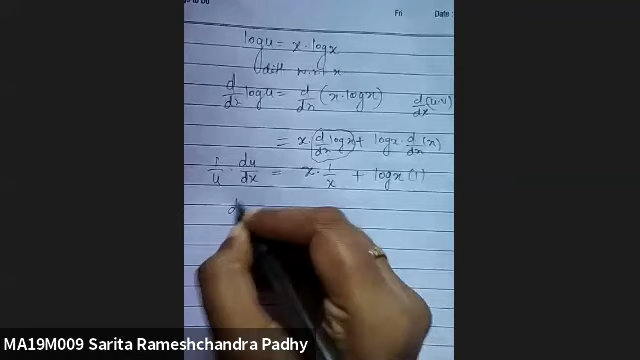 Fri Date :
log u = x · log x
diff w.r.t x
d/dx log u = d/dx (x · log x) d/dx (u·v)
= x d/dx log x + log x · d/dx (x)
1/u · du/dx = x · 1/x + log x (1)
d
MA19M009 Sarita Rameshchandra Padhy